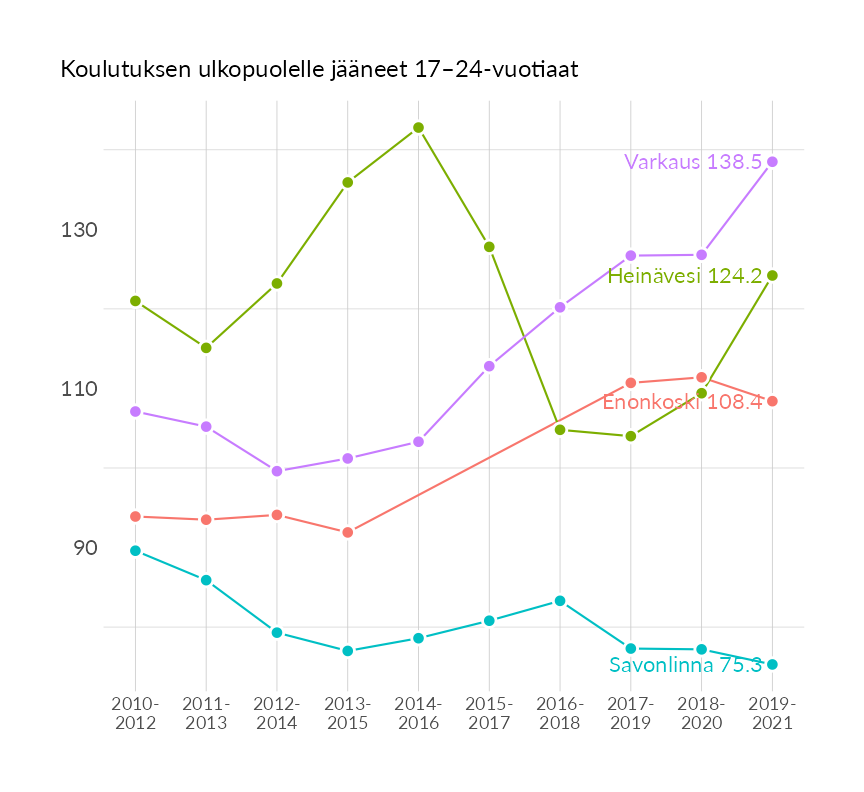 Koulutuksen ulkopuolelle jääneet 17–24-vuotiaat
Varkaus 138.5
130
Heinävesi 124.2
110
Enonkoski 108.4
90
Savonlinna 75.3
2010- 2011- 2012- 2013- 2014- 2015- 2016- 2017- 2018- 2019-
2012 2013 2014 2015 2016 2017 2018 2019 2020 2021